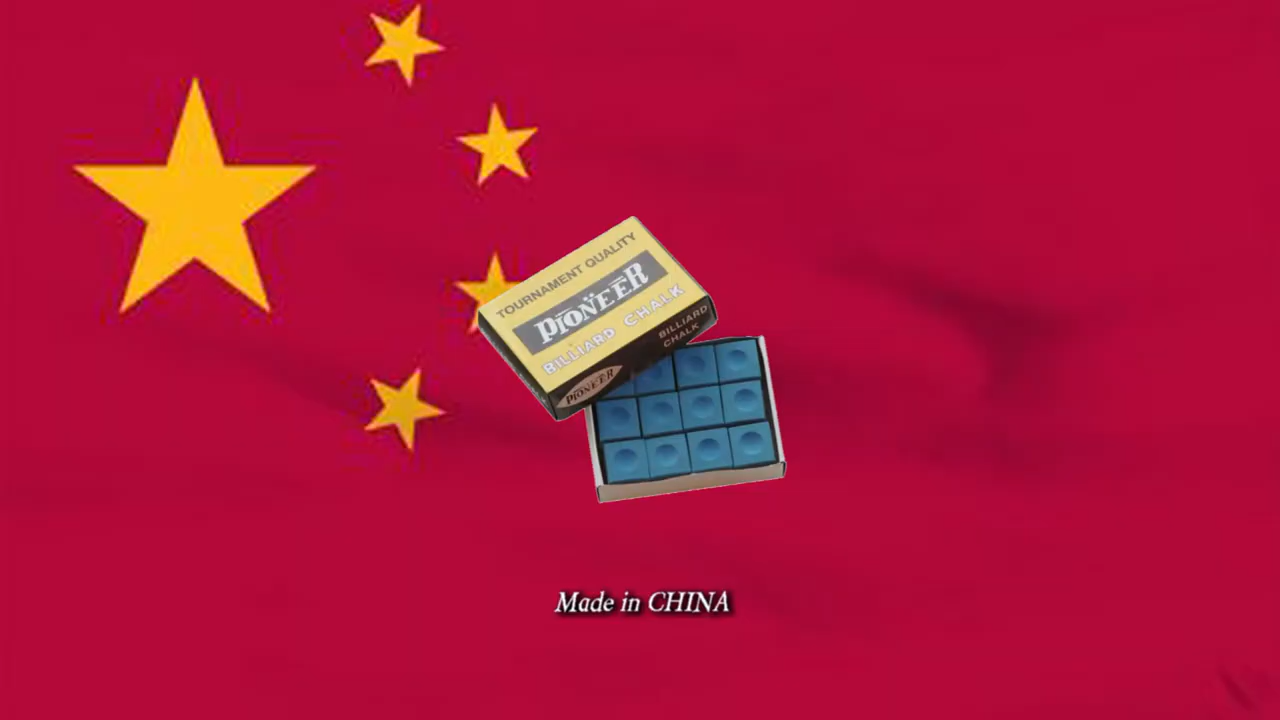 TOURNAMENT QUALITY
PIONEER
BILLIARD CHALK
BILLIARD
CHALK
PIONEER
Made in CHINA